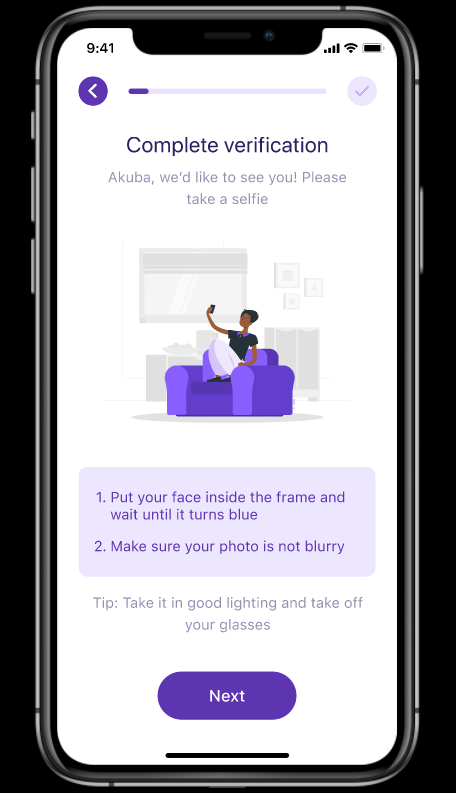 9:41
Complete verification
Akuba, we’d like to see you! Please
take a selfie
1. Put your face inside the frame and
wait until it turns blue
2. Make sure your photo is not blurry
Tip: Take it in good lighting and take off
your glasses
Next